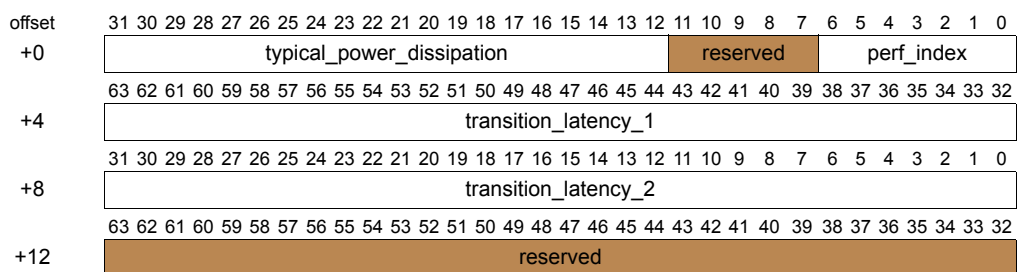 offset 31 30 29 28 27 26 25 24 23 22 21 20 19 18 17 16 15 14 13 12 11 10 9 8 7 6 5 4 3 2 1 0
+0 typical_power_dissipation reserved perf_index
63 62 61 60 59 58 57 56 55 54 53 52 51 50 49 48 47 46 45 44 43 42 41 40 39 38 37 36 35 34 33 32
+4 transition_latency_1
31 30 29 28 27 26 25 24 23 22 21 20 19 18 17 16 15 14 13 12 11 10 9 8 7 6 5 4 3 2 1 0
+8 transition_latency_2
63 62 61 60 59 58 57 56 55 54 53 52 51 50 49 48 47 46 45 44 43 42 41 40 39 38 37 36 35 34 33 32
+12 reserved